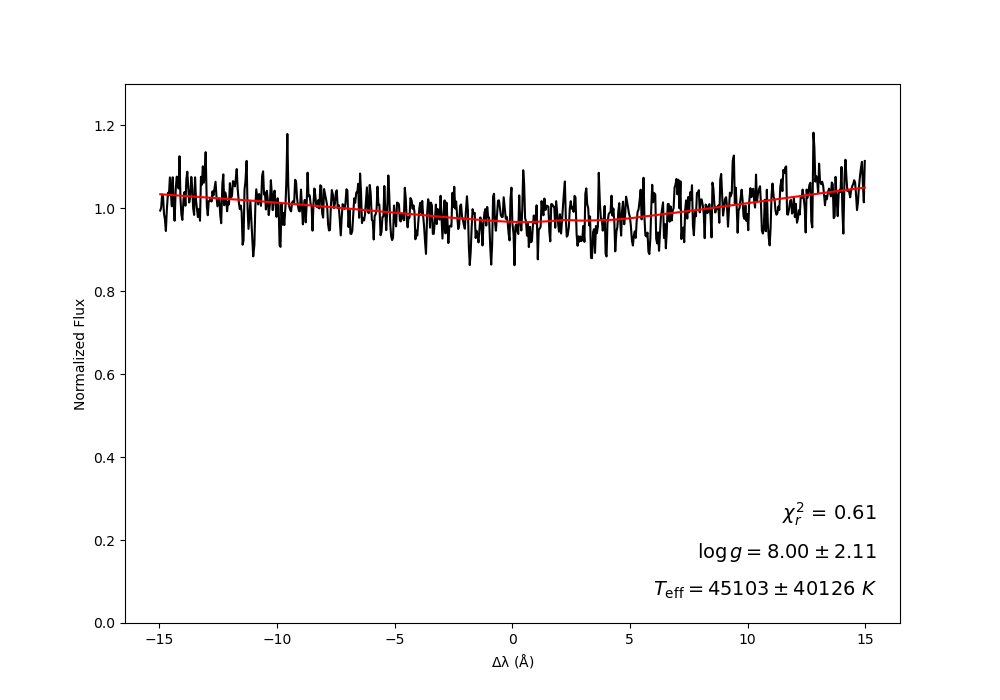 1.2
1.0
0.8
0.6
0.4
0.2
0.0
Normalized Flux
χ²ᵣ = 0.61
log g = 8.00 ± 2.11
T_eff = 45103 ± 40126 K
−15 −10 −5 0 5 10 15
Δλ (Å)